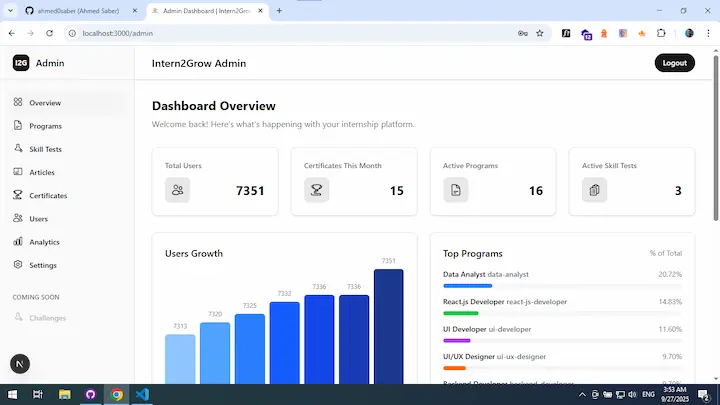 ahmed0saber (Ahmed Saber)
Admin Dashboard | Intern2Grow
localhost:3000/admin
I2G Admin
Intern2Grow Admin
Logout
Overview
Programs
Skill Tests
Articles
Certificates
Users
Analytics
Settings
COMING SOON
Challenges
N
Dashboard Overview
Welcome back! Here's what's happening with your internship platform.
Total Users
7351
Certificates This Month
15
Active Programs
16
Active Skill Tests
3
Users Growth
7313
7320
7325
7332
7336
7336
7351
Top Programs
% of Total
Data Analyst data-analyst 20.72%
React.js Developer react-js-developer 14.83%
UI Developer ui-developer 11.60%
UI/UX Designer ui-ux-designer 9.70%
Backend Developer backend-developer 9.70%
ENG
3:53 AM
9/27/2025
2